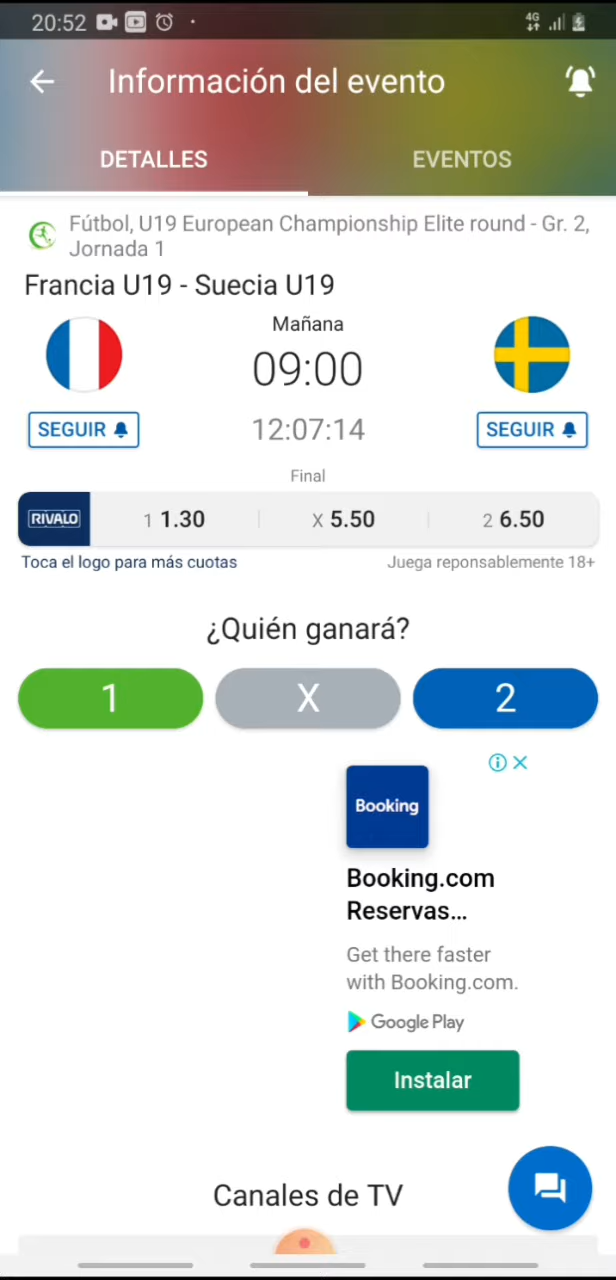 20:52
4G
Información del evento
DETALLES
EVENTOS
Fútbol, U19 European Championship Elite round - Gr. 2,
Jornada 1
Francia U19 - Suecia U19
Mañana
09:00
SEGUIR
12:07:14
SEGUIR
Final
RIVALO
1 1.30
X 5.50
2 6.50
Toca el logo para más cuotas
Juega reponsablemente 18+
¿Quién ganará?
1
X
2
Booking
Booking.com
Reservas...
Get there faster
with Booking.com.
Google Play
Instalar
Canales de TV